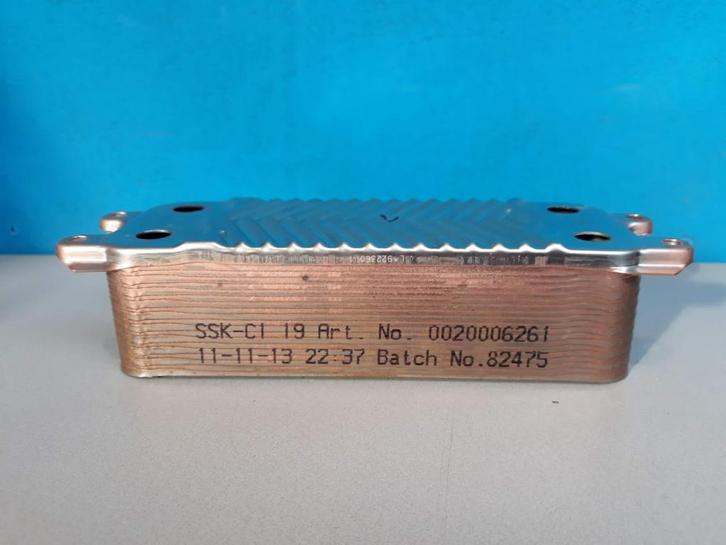 SSK-CI 19 Art. No. 0020006261
11-11-13 22:37 Batch No.82475